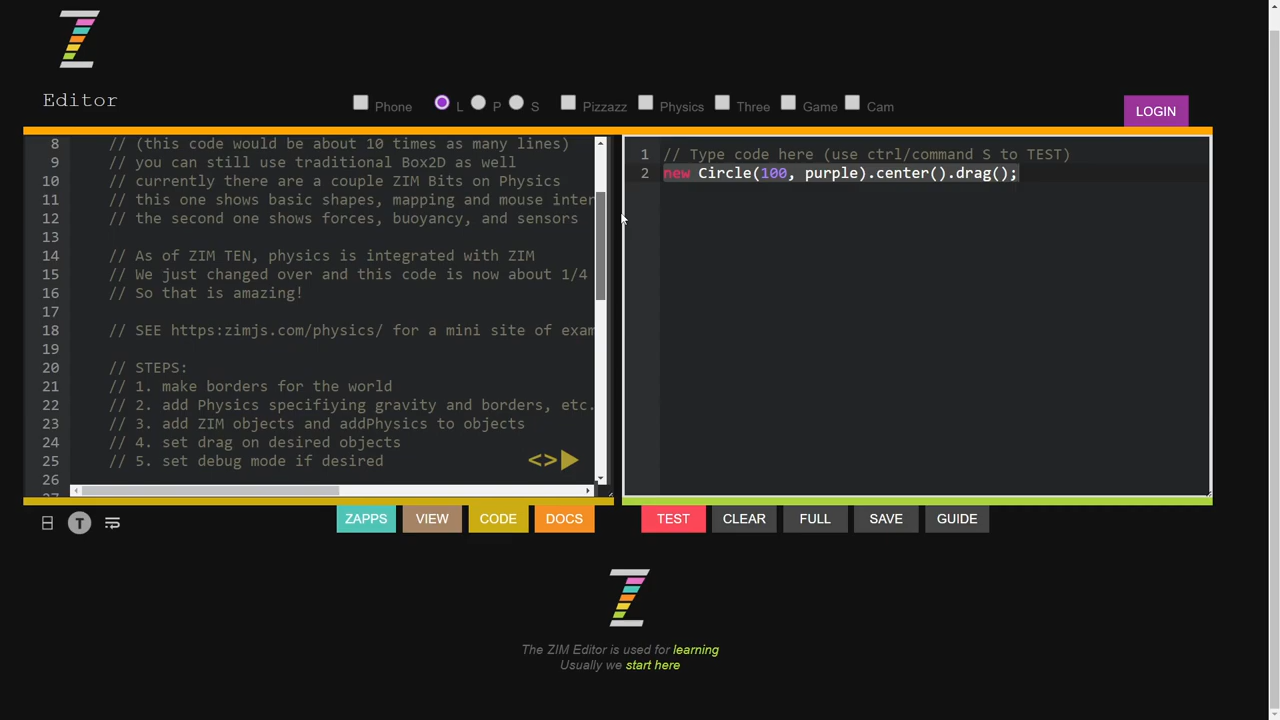 Editor
Phone L P S Pizzazz Physics Three Game Cam
LOGIN
8 // (this code would be about 10 times as many lines)
9 // you can still use traditional Box2D as well
10 // currently there are a couple ZIM Bits on Physics
11 // this one shows basic shapes, mapping and mouse inter
12 // the second one shows forces, buoyancy, and sensors
13
14 // As of ZIM TEN, physics is integrated with ZIM
15 // We just changed over and this code is now about 1/4
16 // So that is amazing!
17
18 // SEE https:zimjs.com/physics/ for a mini site of exam
19
20 // STEPS:
21 // 1. make borders for the world
22 // 2. add Physics specifiying gravity and borders, etc.
23 // 3. add ZIM objects and addPhysics to objects
24 // 4. set drag on desired objects
25 // 5. set debug mode if desired
26
1 // Type code here (use ctrl/command S to TEST)
2 new Circle(100, purple).center().drag();
<>
T
ZAPPS VIEW CODE DOCS
TEST CLEAR FULL SAVE GUIDE
The ZIM Editor is used for learning
Usually we start here